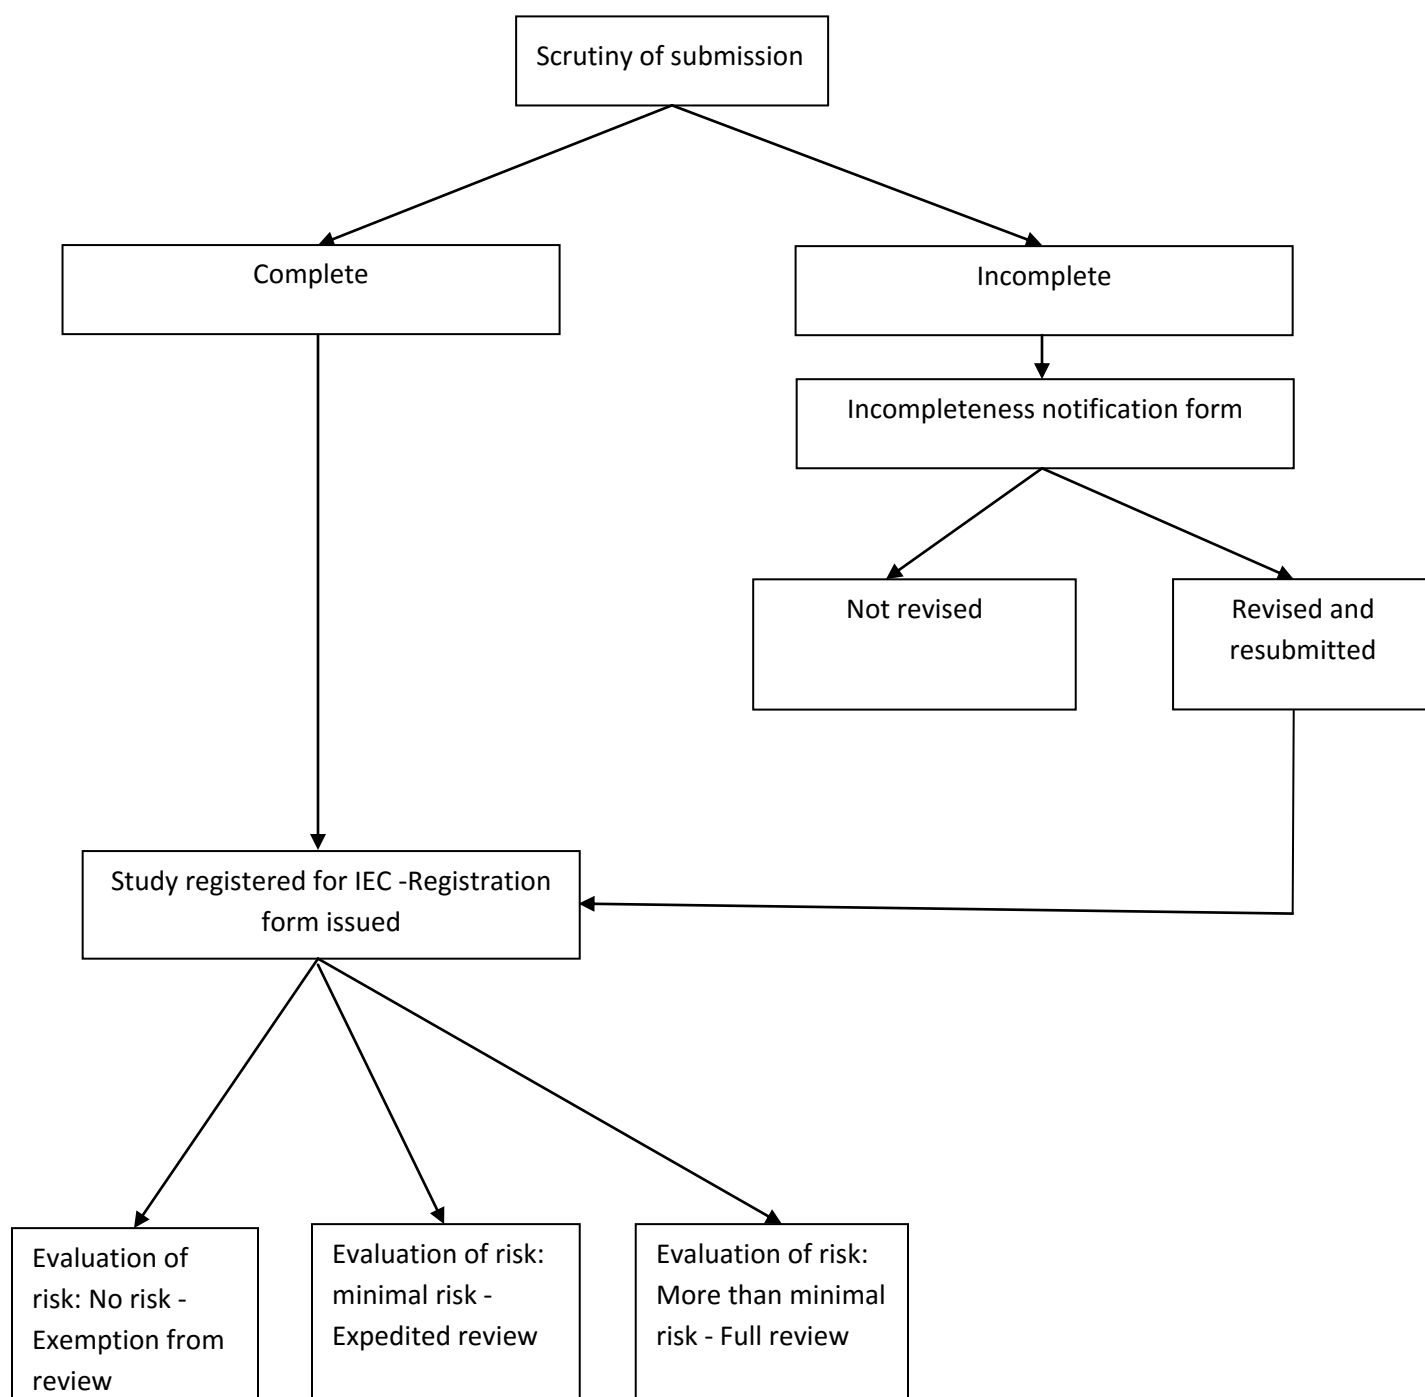 Scrutiny of submission
Complete
Incomplete
Incompleteness notification form
Not revised
Revised and
resubmitted
Study registered for IEC -Registration
form issued
Evaluation of
risk: No risk -
Exemption from
review
Evaluation of risk:
minimal risk -
Expedited review
Evaluation of risk:
More than minimal
risk - Full review